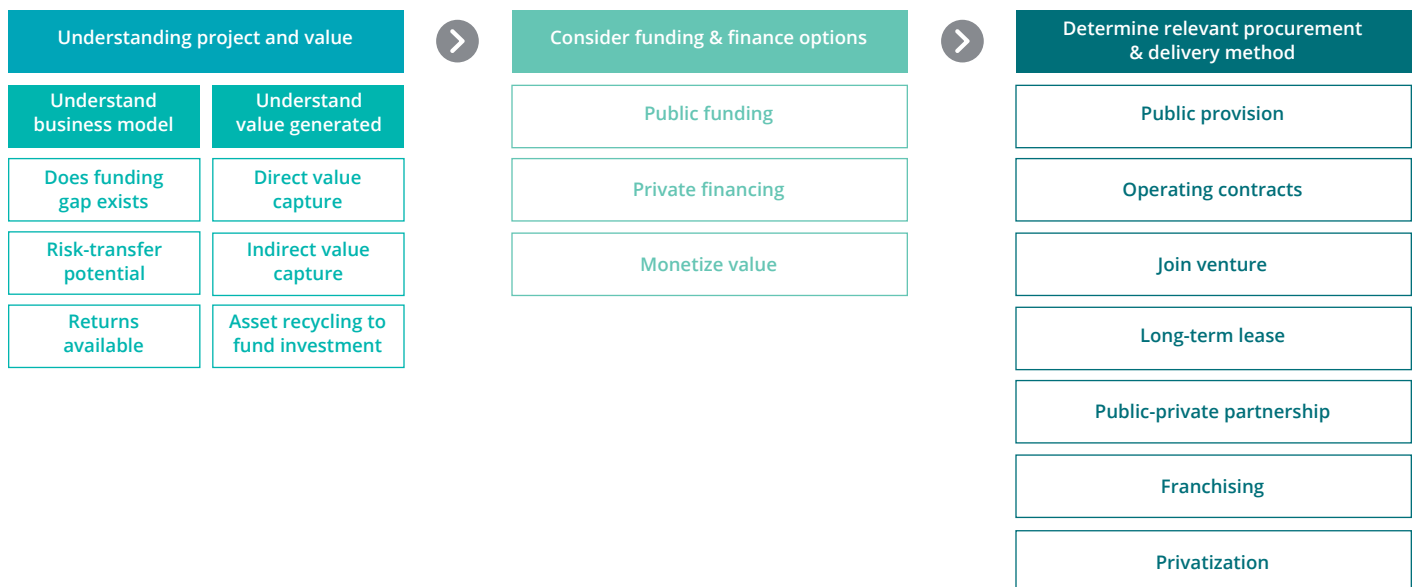 Understanding project and value
Understand
business model
Understand
value generated
Does funding
gap exists
Direct value
capture
Risk-transfer
potential
Indirect value
capture
Returns
available
Asset recycling to
fund investment
Consider funding & finance options
Public funding
Private financing
Monetize value
Determine relevant procurement
& delivery method
Public provision
Operating contracts
Join venture
Long-term lease
Public-private partnership
Franchising
Privatization